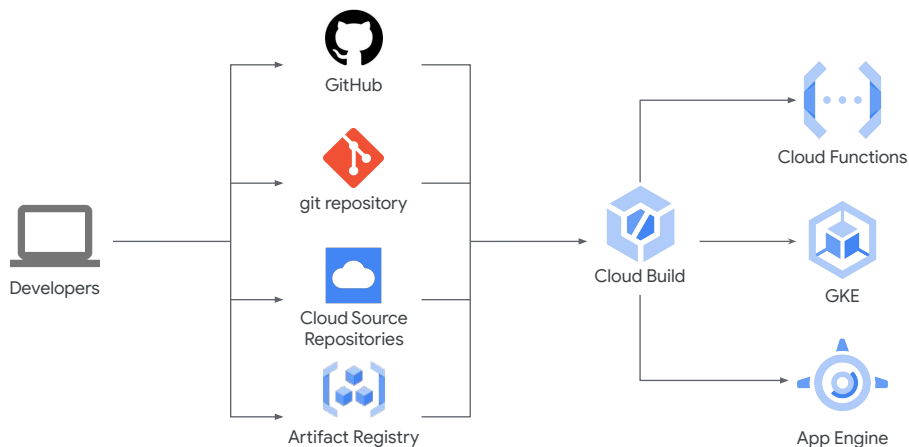 Developers
GitHub
git repository
Cloud Source
Repositories
Artifact Registry
Cloud Build
Cloud Functions
GKE
App Engine